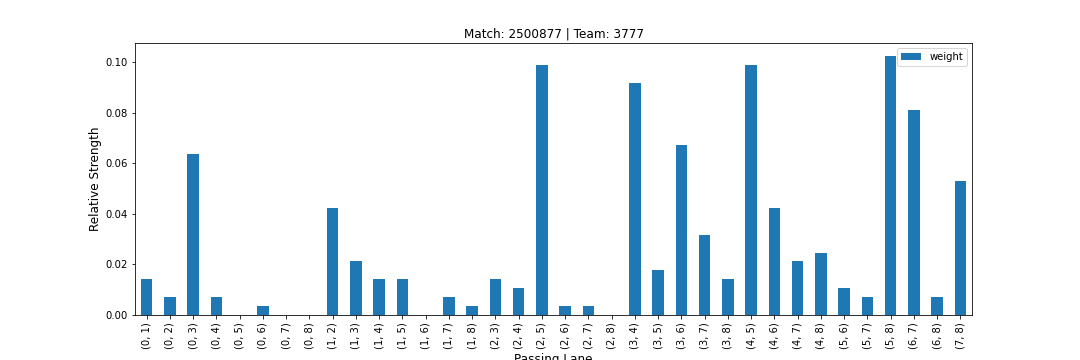 Match: 2500877 | Team: 3777
weight
Relative Strength
0.10
0.08
0.06
0.04
0.02
0.00
(0, 1) (0, 2) (0, 3) (0, 4) (0, 5) (0, 6) (0, 7) (0, 8) (1, 2) (1, 3) (1, 4) (1, 5) (1, 6) (1, 7) (1, 8) (2, 3) (2, 4) (2, 5) (2, 6) (2, 7) (2, 8) (3, 4) (3, 5) (3, 6) (3, 7) (3, 8) (4, 5) (4, 6) (4, 7) (4, 8) (5, 6) (5, 7) (5, 8) (6, 7) (6, 8) (7, 8)
Passing Lane